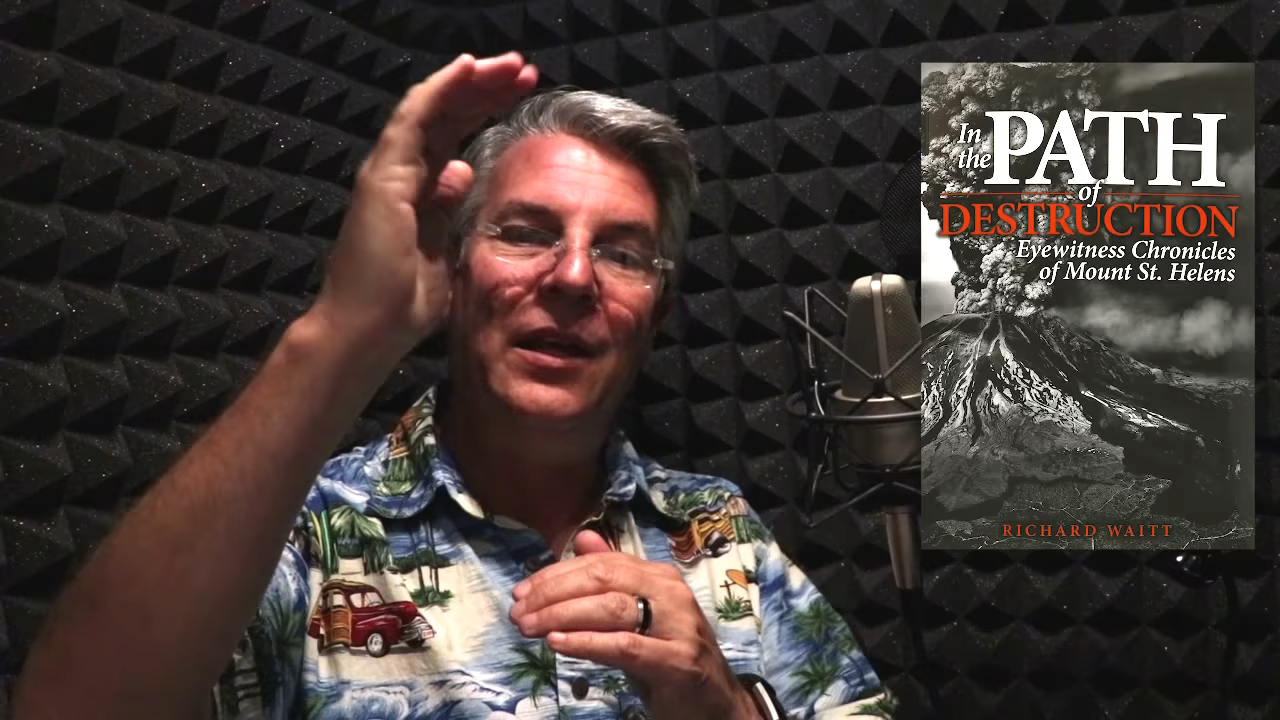 In
the PATH
of
DESTRUCTION
Eyewitness Chronicles
of Mount St. Helens
RICHARD WAITT